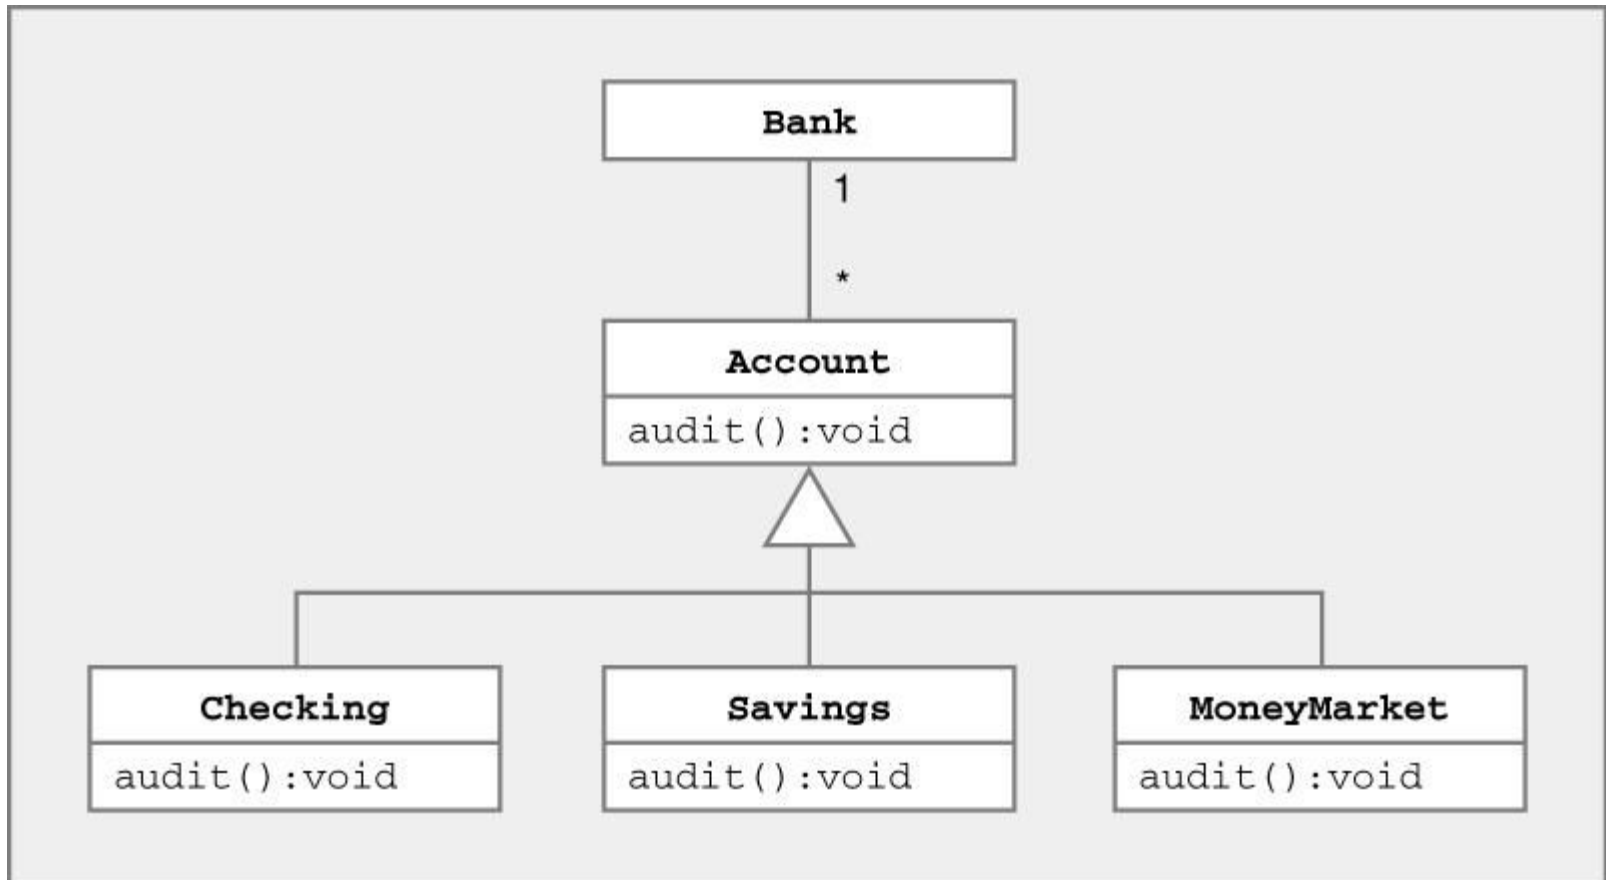 Bank
1
*
Account
audit():void
Checking
Savings
MoneyMarket
audit():void
audit():void
audit():void